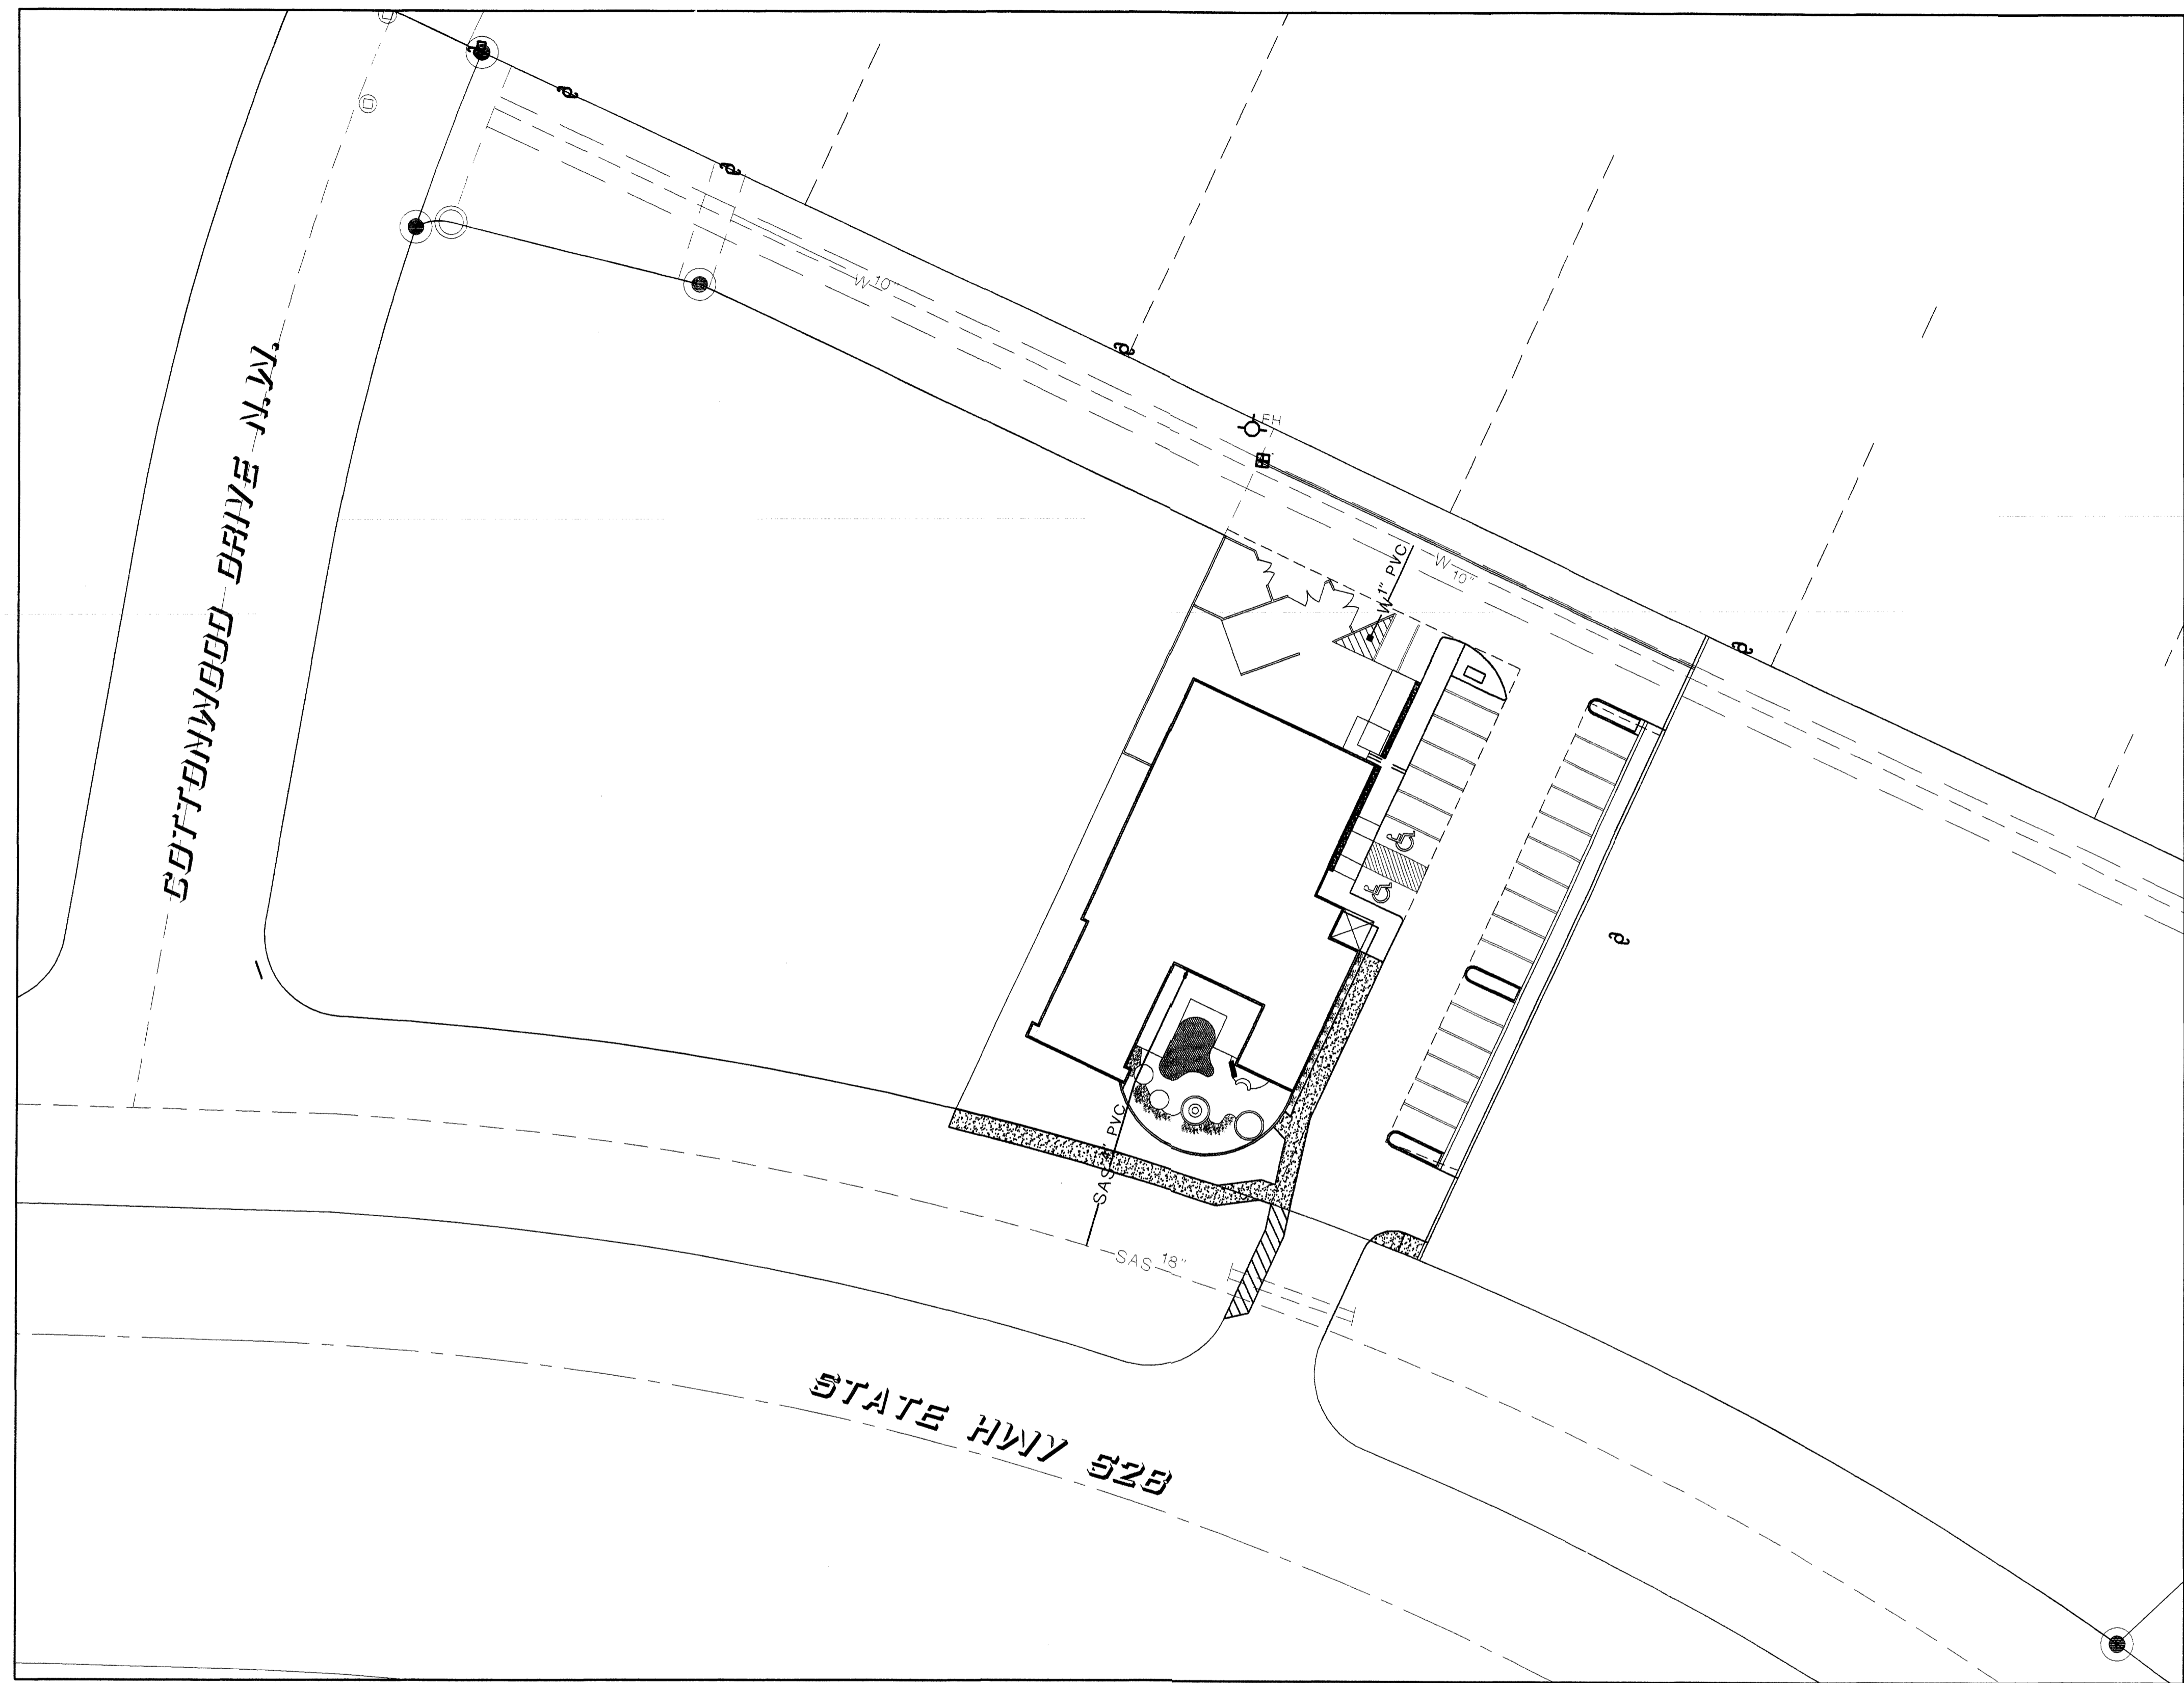 W 10"
FH
W 1" PVC
W 10"
COTTONWOOD DRIVE N.W.
SAS 4" PVC
SAS 18"
STATE HWY 528